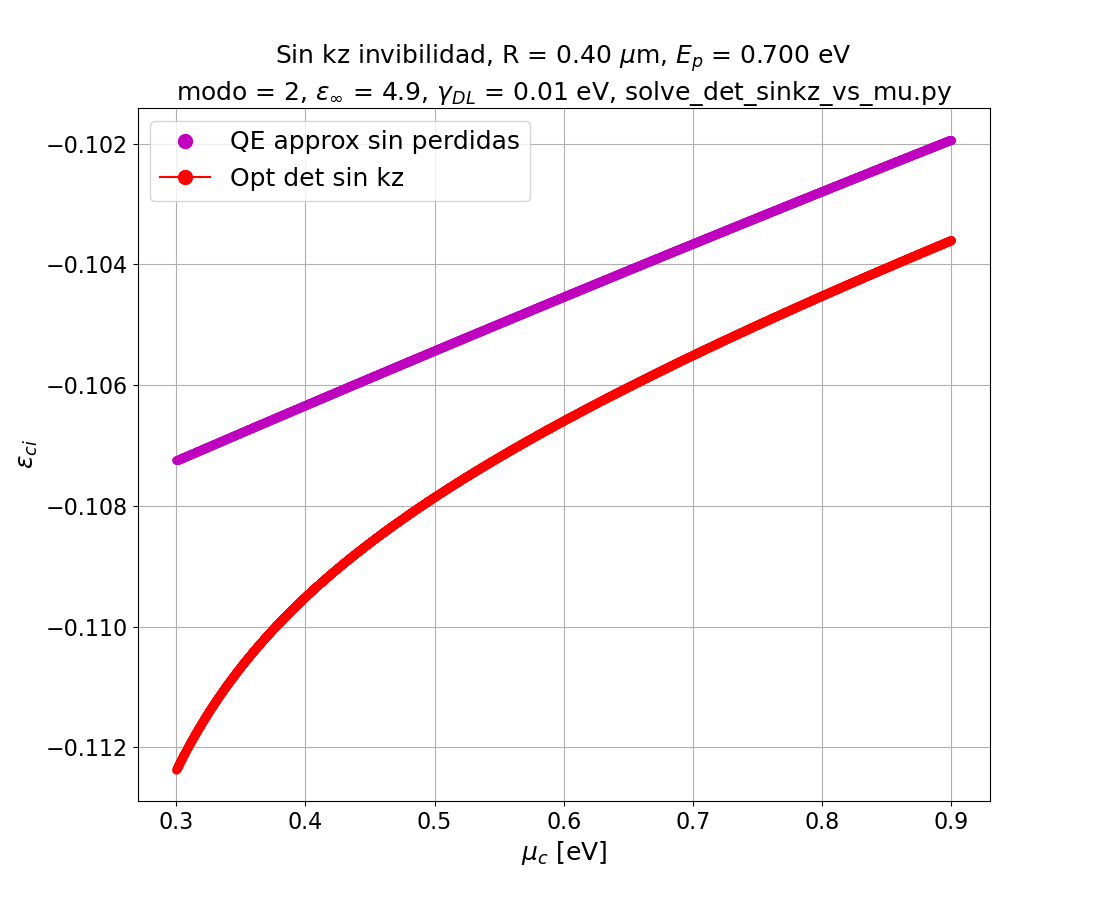 Sin kz invibilidad, R = 0.40 μm, E_p = 0.700 eV
modo = 2, ε_∞ = 4.9, γ_DL = 0.01 eV, solve_det_sinkz_vs_mu.py
QE approx sin perdidas
Opt det sin kz
−0.102
−0.104
−0.106
−0.108
−0.110
−0.112
ε_ci
0.3 0.4 0.5 0.6 0.7 0.8 0.9
μ_c [eV]